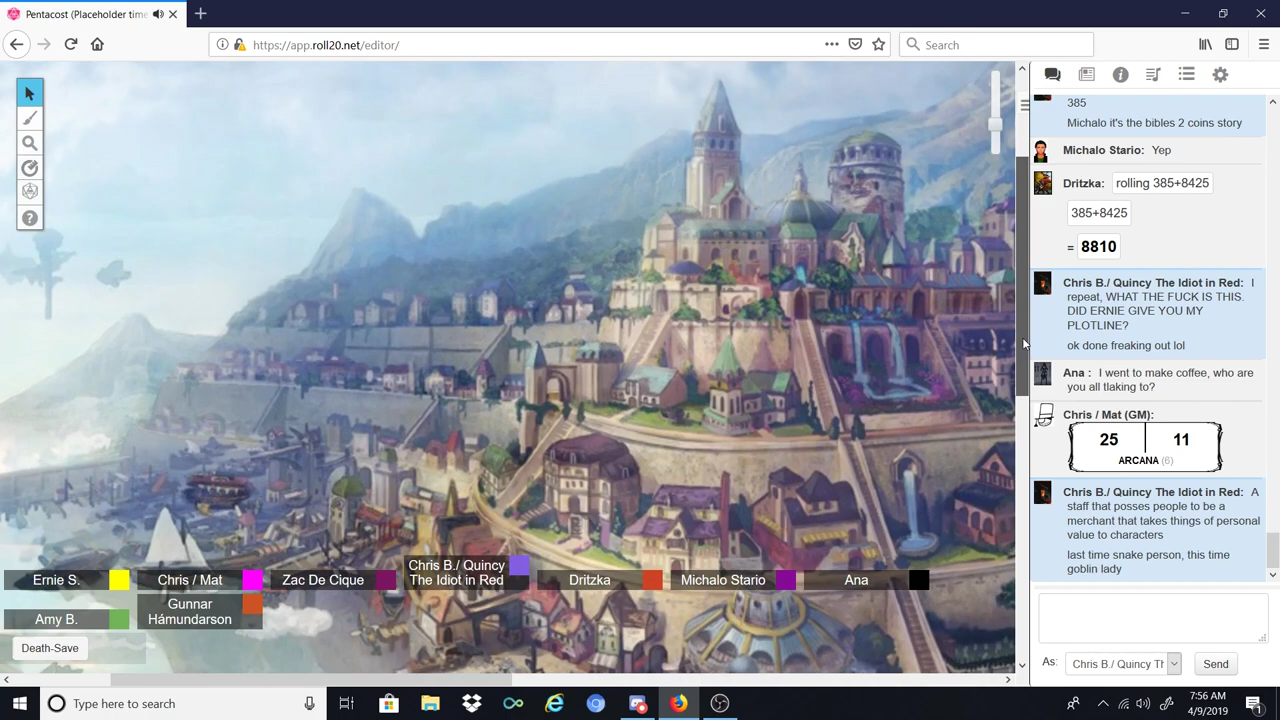 Pentacost (Placeholder time
https://app.roll20.net/editor/
Search
385
Michalo it's the bibles 2 coins story
Michalo Stario: Yep
Dritzka: rolling 385+8425
385+8425
= 8810
Chris B./ Quincy The Idiot in Red: I
repeat, WHAT THE FUCK IS THIS.
DID ERNIE GIVE YOU MY
PLOTLINE?
ok done freaking out lol
Ana : I went to make coffee, who are
you all tlaking to?
Chris / Mat (GM):
25 11
ARCANA (6)
Chris B./ Quincy The Idiot in Red: A
staff that posses people to be a
merchant that takes things of personal
value to characters
last time snake person, this time
goblin lady
Ernie S.
Chris / Mat
Zac De Cique
Chris B./ Quincy
The Idiot in Red
Dritzka
Michalo Stario
Ana
Amy B.
Gunnar
Hámundarson
Death-Save
As: Chris B./ Quincy Th
Send
Type here to search
7:56 AM
4/9/2019
1